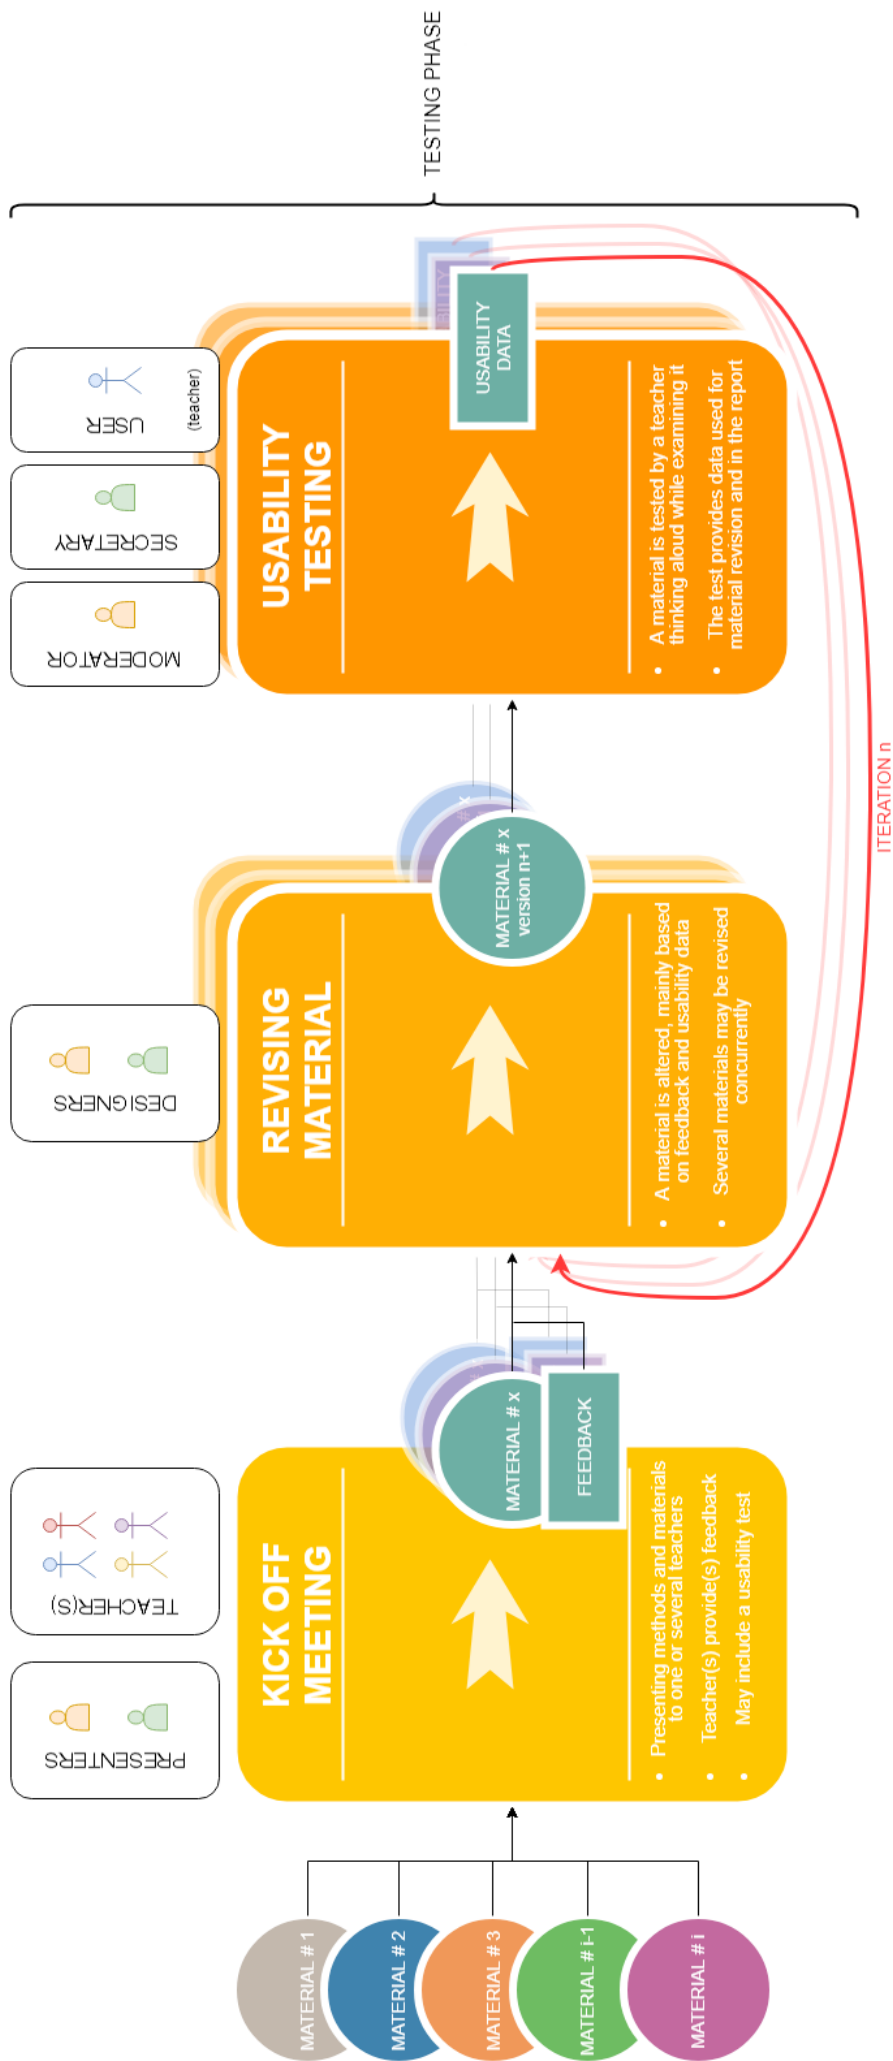 MATERIAL # 1
MATERIAL # 2
MATERIAL # 3
MATERIAL # i-1
MATERIAL # i
PRESENTERS
TEACHER(S)
KICK OFF
MEETING
MATERIAL # x
FEEDBACK
• Presenting methods and materials
to one or several teachers
• Teacher(s) provide(s) feedback
• May include a usability test
DESIGNERS
REVISING
MATERIAL
# x
MATERIAL # x
version n+1
• A material is altered, mainly based
on feedback and usability data
• Several materials may be revised
concurrently
MODERATOR
SECRETARY
USER
(teacher)
USABILITY
TESTING
USABILITY
DATA
• A material is tested by a teacher
thinking aloud while examining it
• The test provides data used for
material revision and in the report
ITERATION n
TESTING PHASE